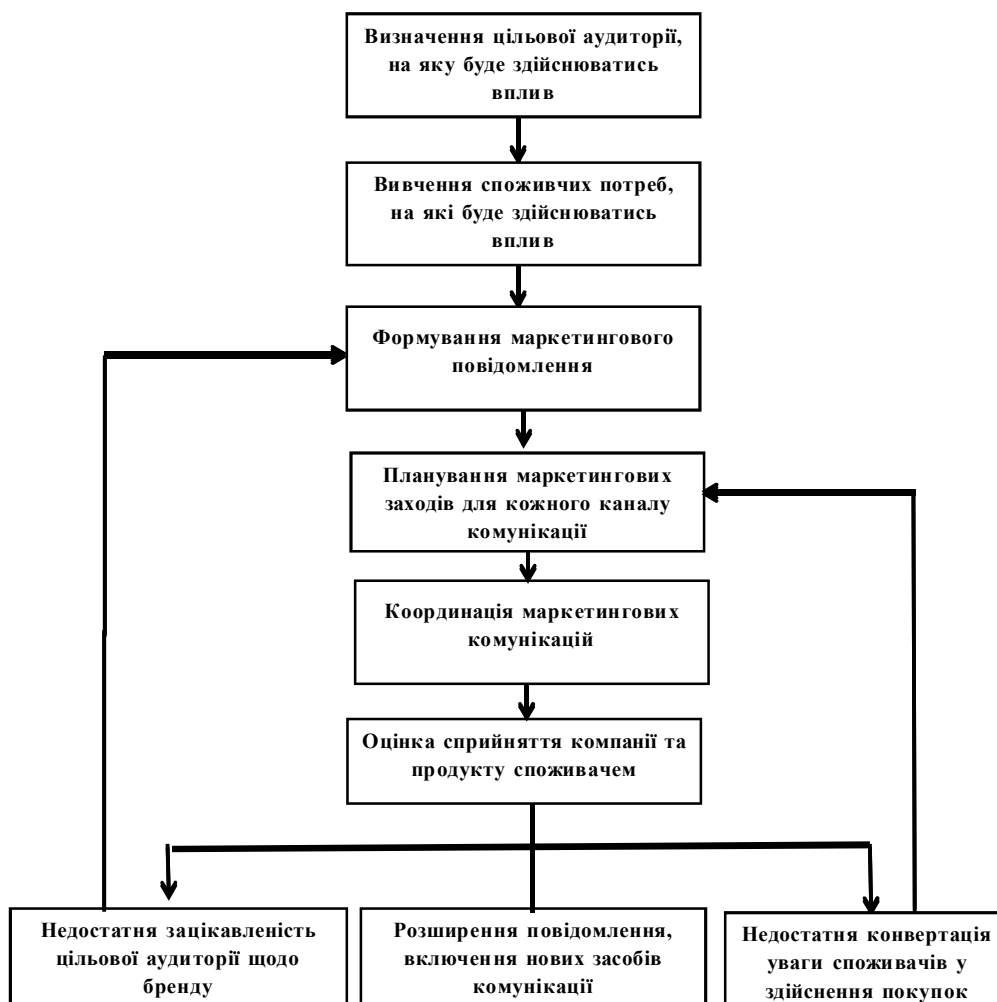 Визначення цільової аудиторії,
на яку буде здійснюватись
вплив
Вивчення споживчих потреб,
на які буде здійснюватись
вплив
Формування маркетингового
повідомлення
Планування маркетингових
заходів для кожного каналу
комунікації
Координація маркетингових
комунікацій
Оцінка сприйняття компанії та
продукту споживачем
Недостатня зацікавленість
цільової аудиторії щодо
бренду
Розширення повідомлення,
включення нових засобів
комунікації
Недостатня конвертація
уваги споживачів у
здійснення покупок